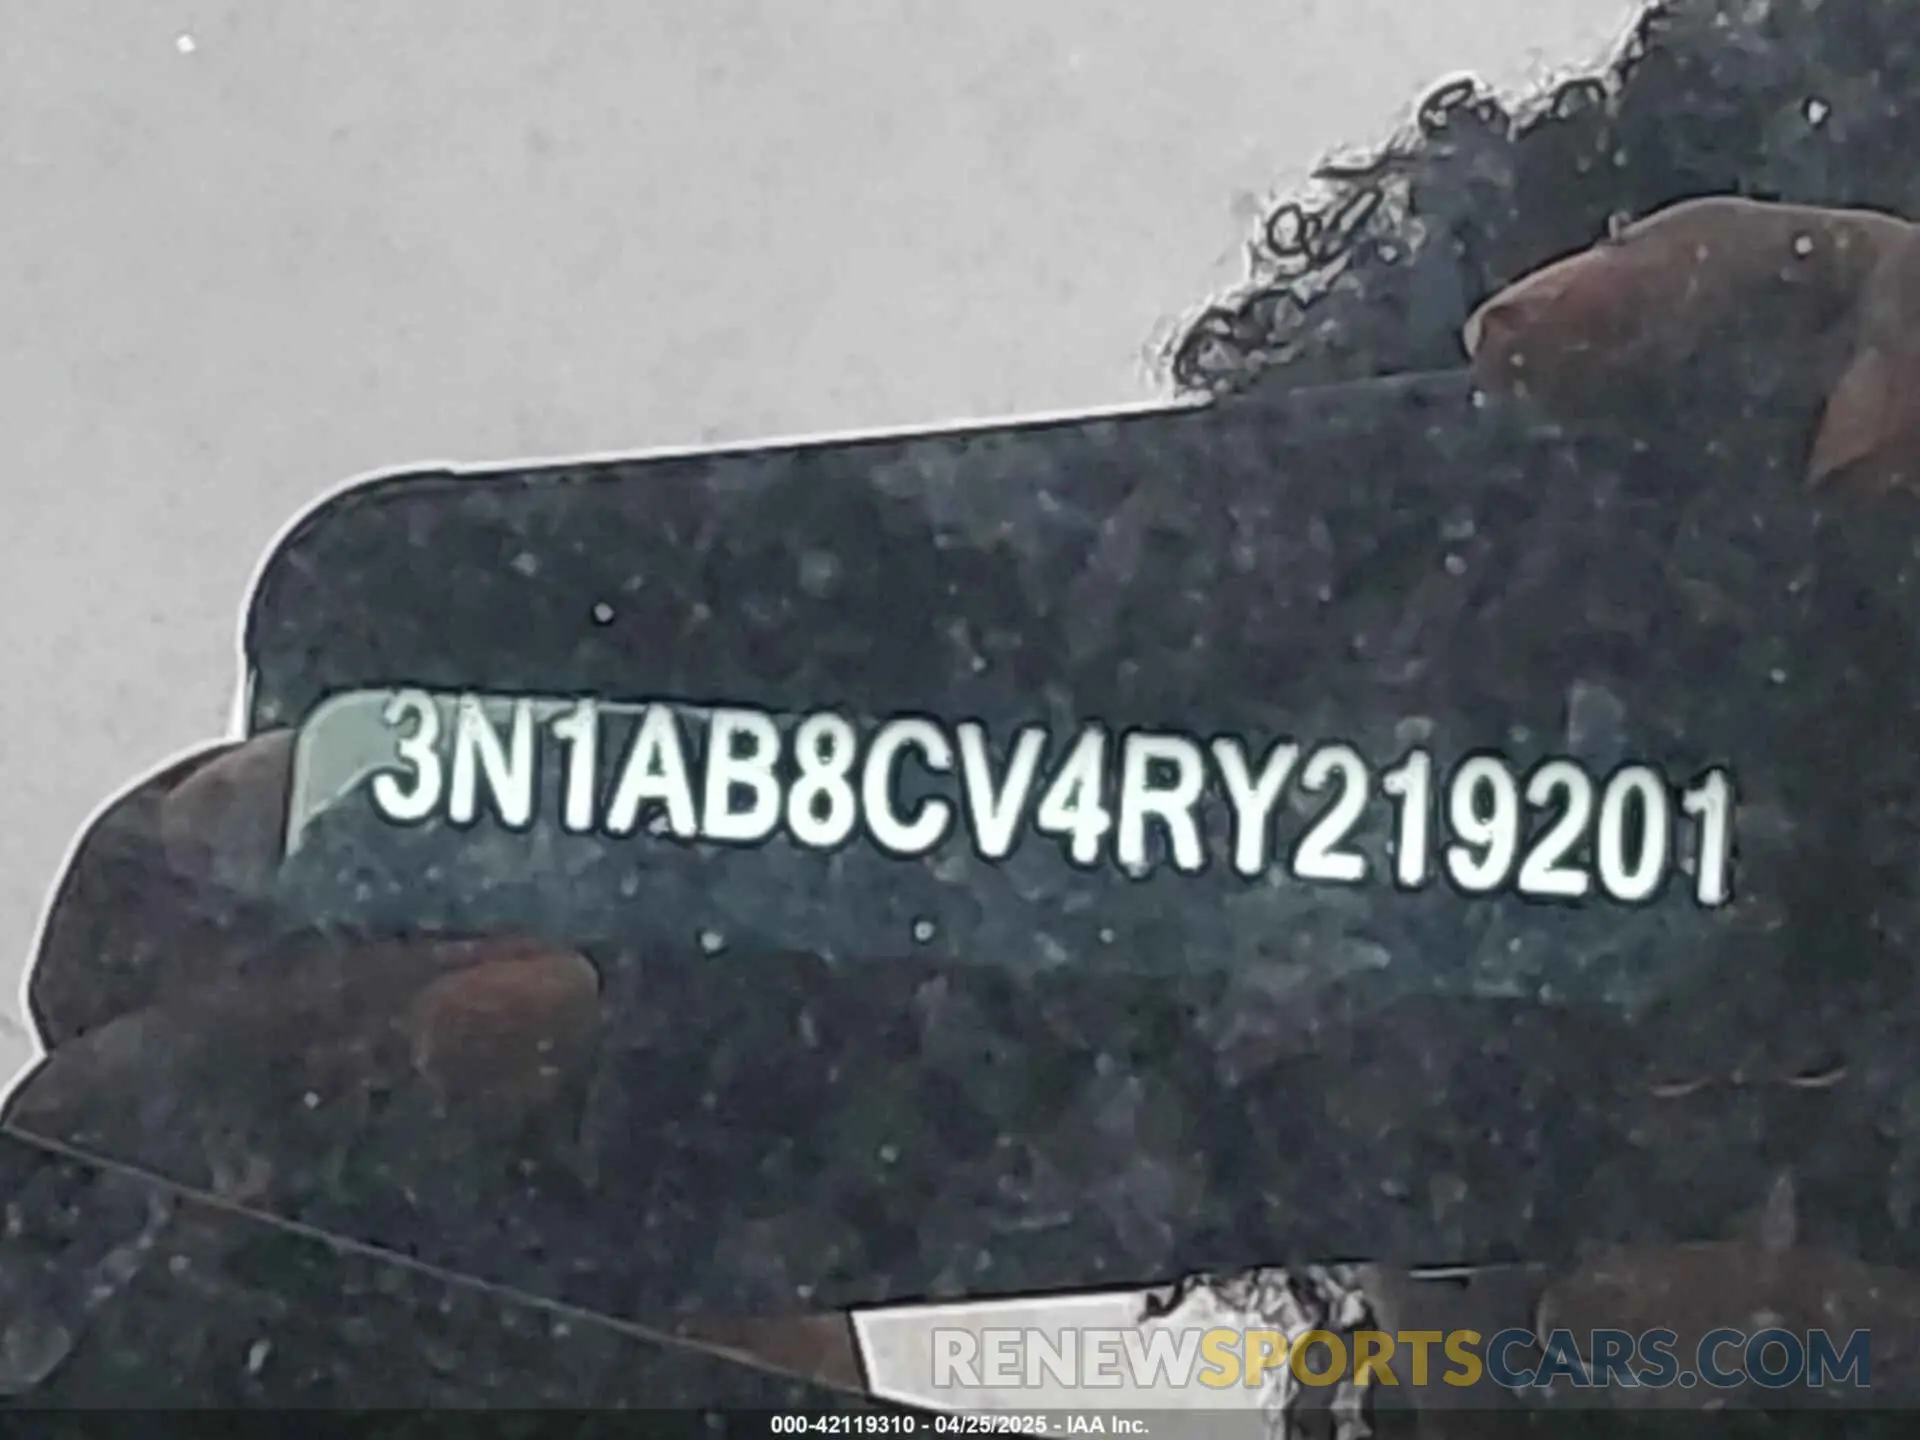 3N1AB8CV4RY219201
RENEWSPORTSCARS.COM
000-42119310 - 04/25/2025 - IAA Inc.